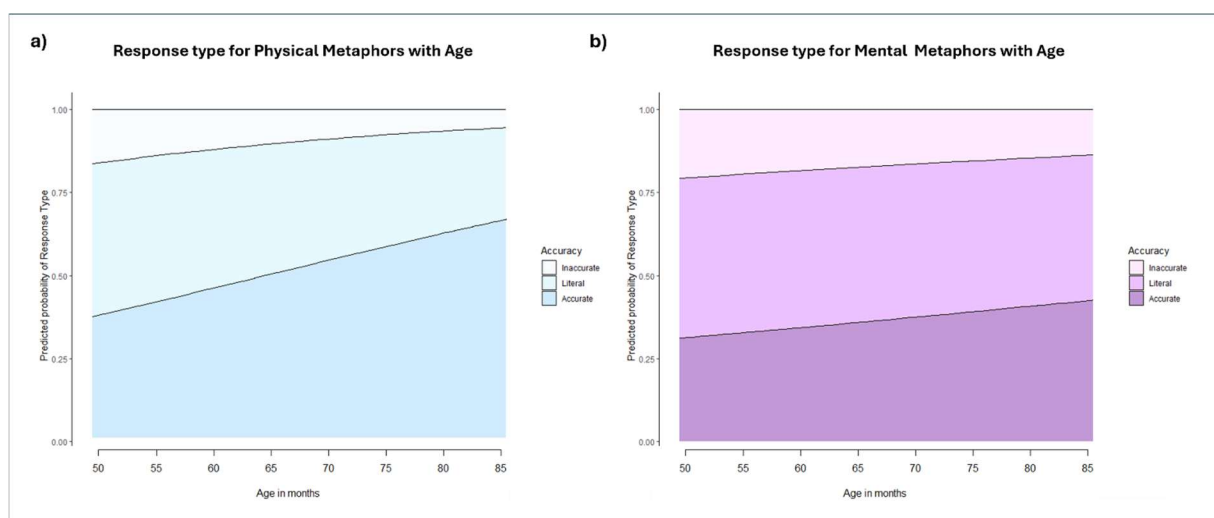 a)
Response type for Physical Metaphors with Age
1.00
0.75
0.50
0.25
0.00
Predicted probability of Response Type
50 55 60 65 70 75 80 85
Age in months
Accuracy
Inaccurate
Literal
Accurate
b)
Response type for Mental Metaphors with Age
1.00
0.75
0.50
0.25
0.00
Predicted probability of Response Type
50 55 60 65 70 75 80 85
Age in months
Accuracy
Inaccurate
Literal
Accurate